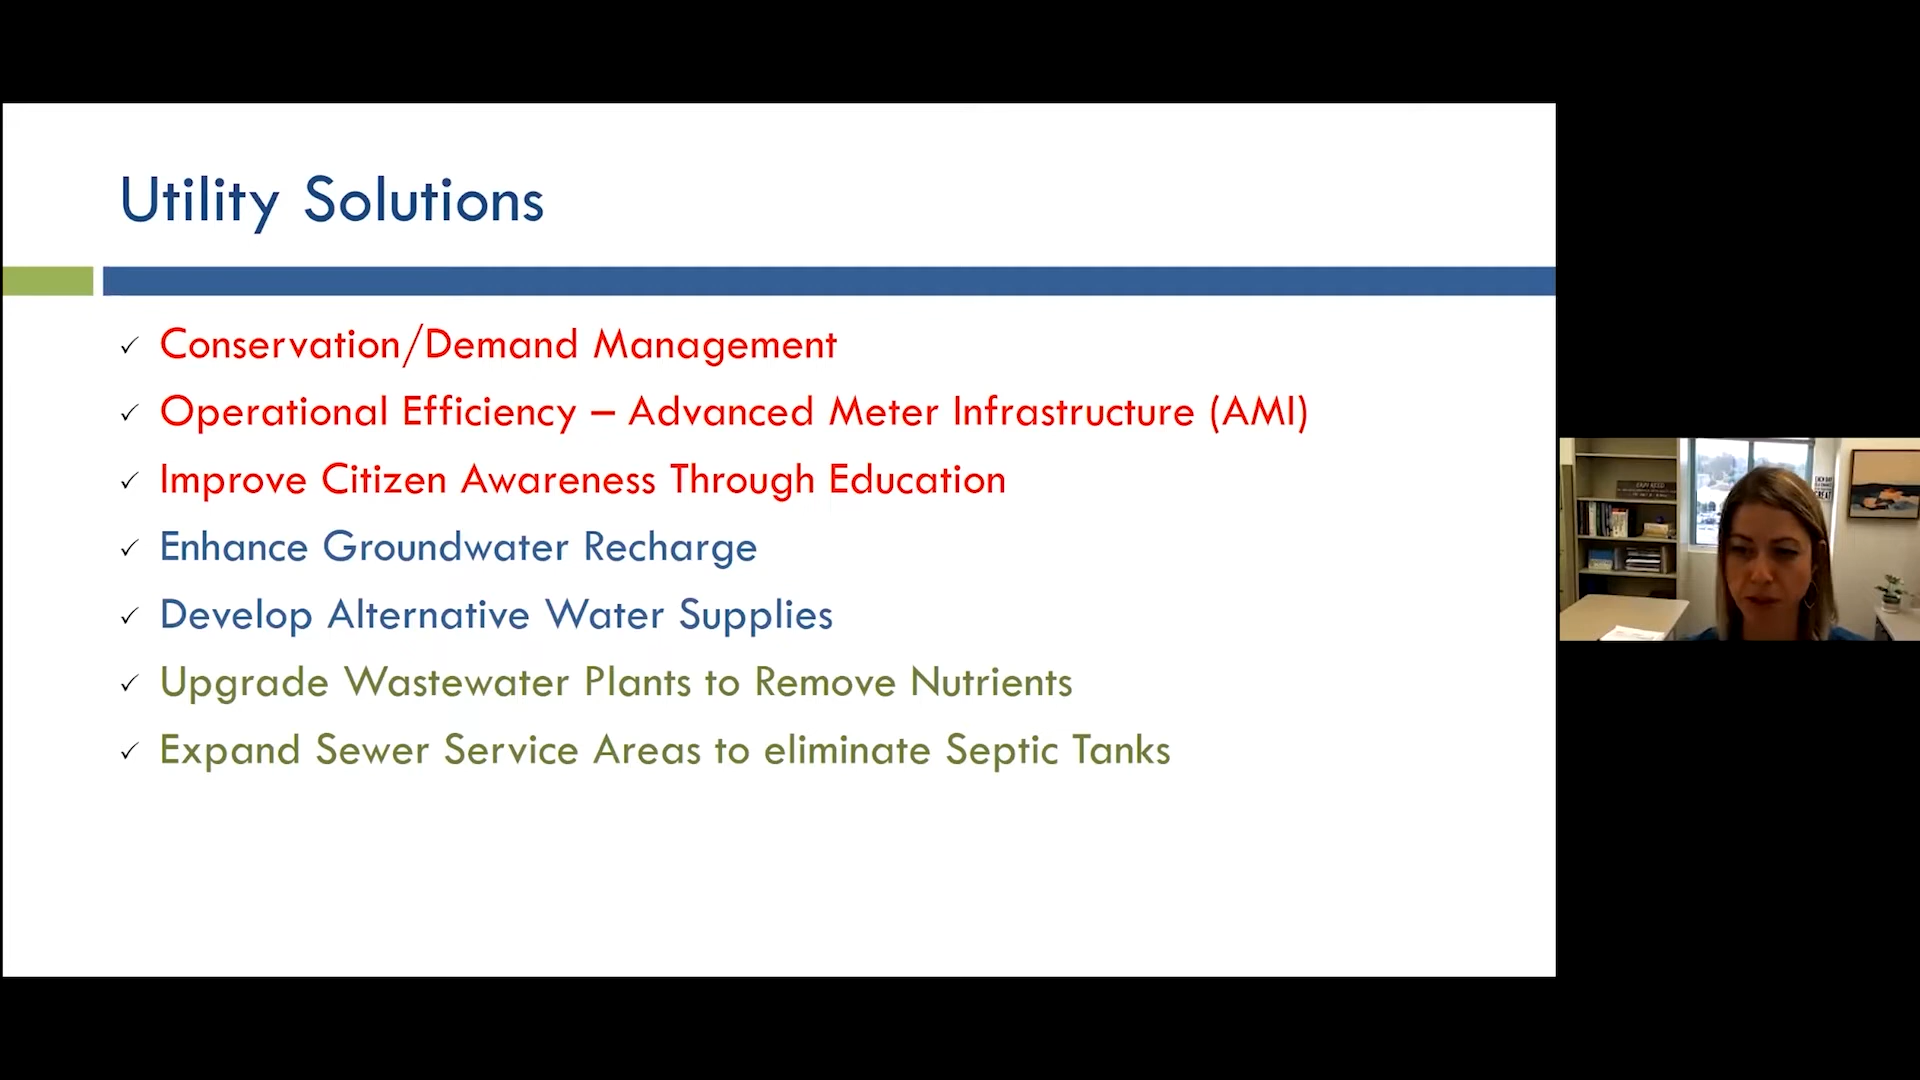 Utility Solutions
✓ Conservation/Demand Management
✓ Operational Efficiency – Advanced Meter Infrastructure (AMI)
✓ Improve Citizen Awareness Through Education
✓ Enhance Groundwater Recharge
✓ Develop Alternative Water Supplies
✓ Upgrade Wastewater Plants to Remove Nutrients
✓ Expand Sewer Service Areas to eliminate Septic Tanks
GREAT